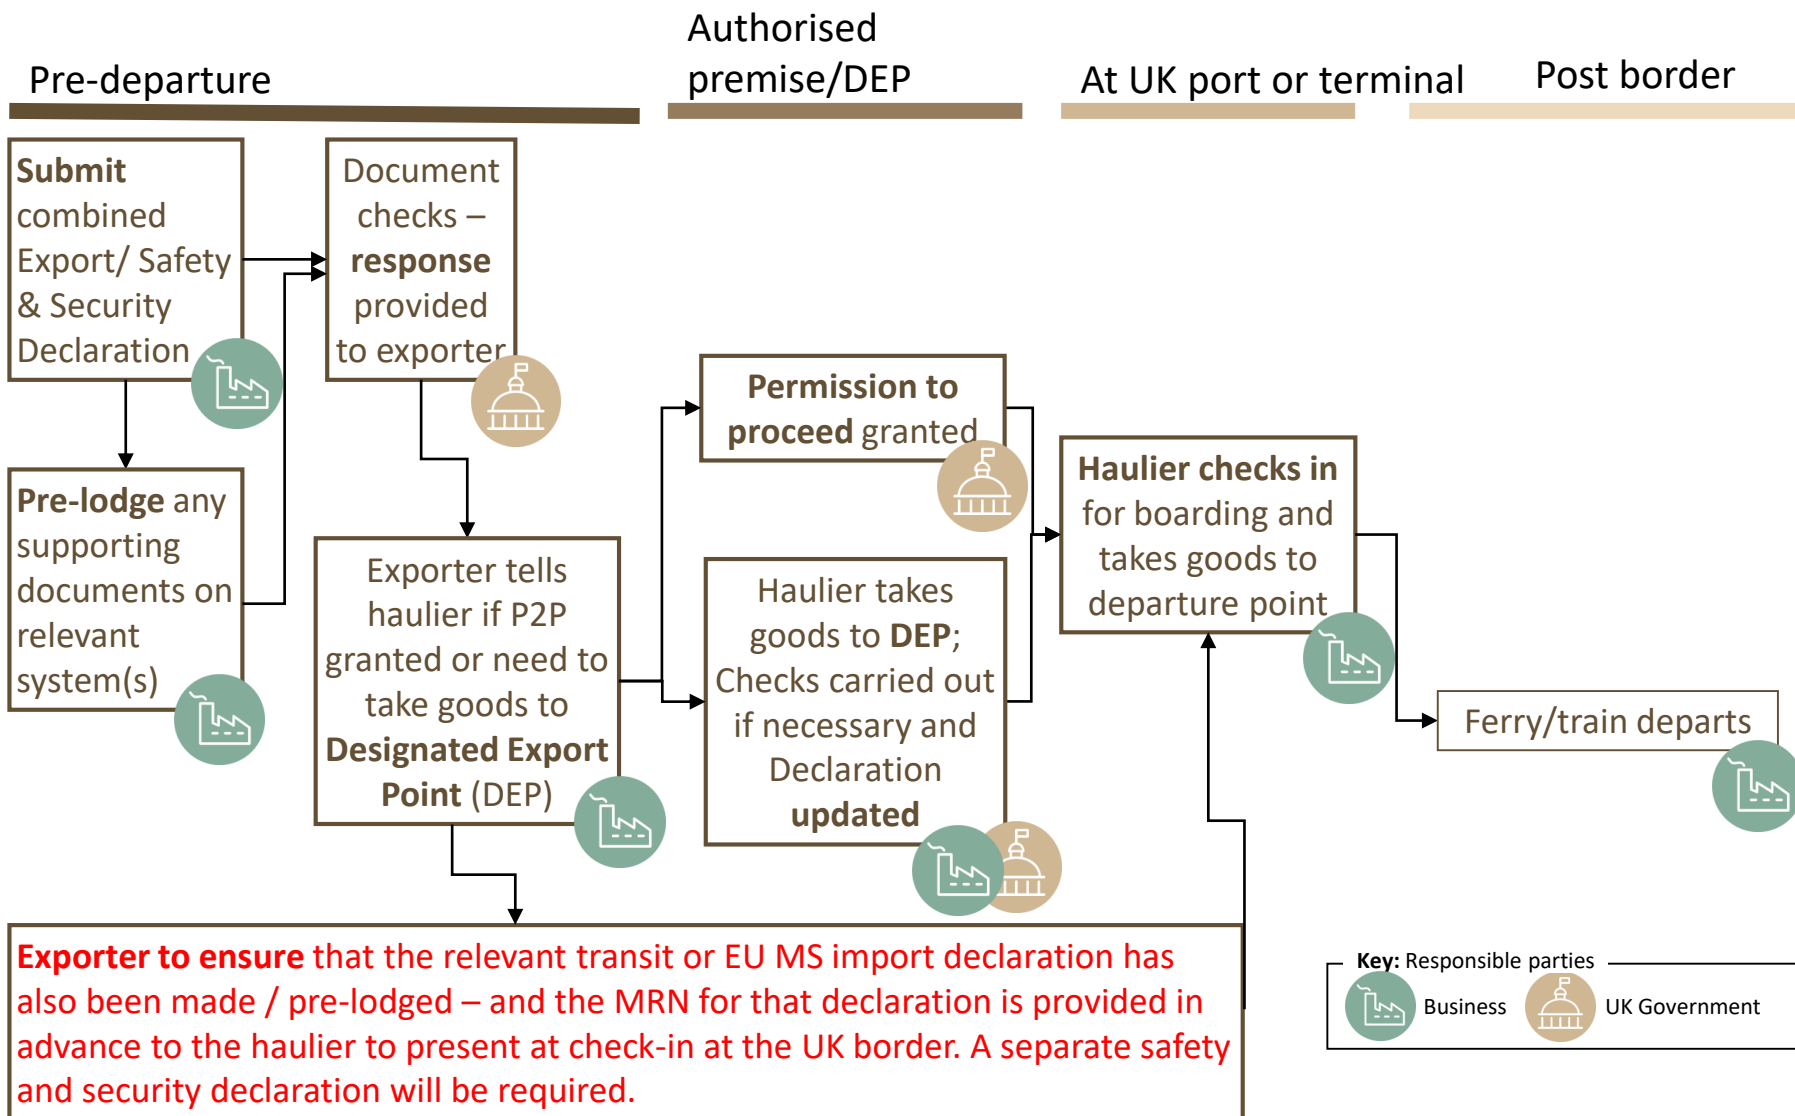 Pre-departure
Authorised
premise/DEP
At UK port or terminal
Post border
Submit
combined
Export/ Safety
& Security
Declaration
Pre-lodge any
supporting
documents on
relevant
system(s)
Document
checks –
response
provided
to exporter
Exporter tells
haulier if P2P
granted or need to
take goods to
Designated Export
Point (DEP)
Permission to
proceed granted
Haulier takes
goods to DEP;
Checks carried out
if necessary and
Declaration
updated
Haulier checks in
for boarding and
takes goods to
departure point
Ferry/train departs
Exporter to ensure that the relevant transit or EU MS import declaration has
also been made / pre-lodged – and the MRN for that declaration is provided in
advance to the haulier to present at check-in at the UK border. A separate safety
and security declaration will be required.
Key: Responsible parties
Business
UK Government